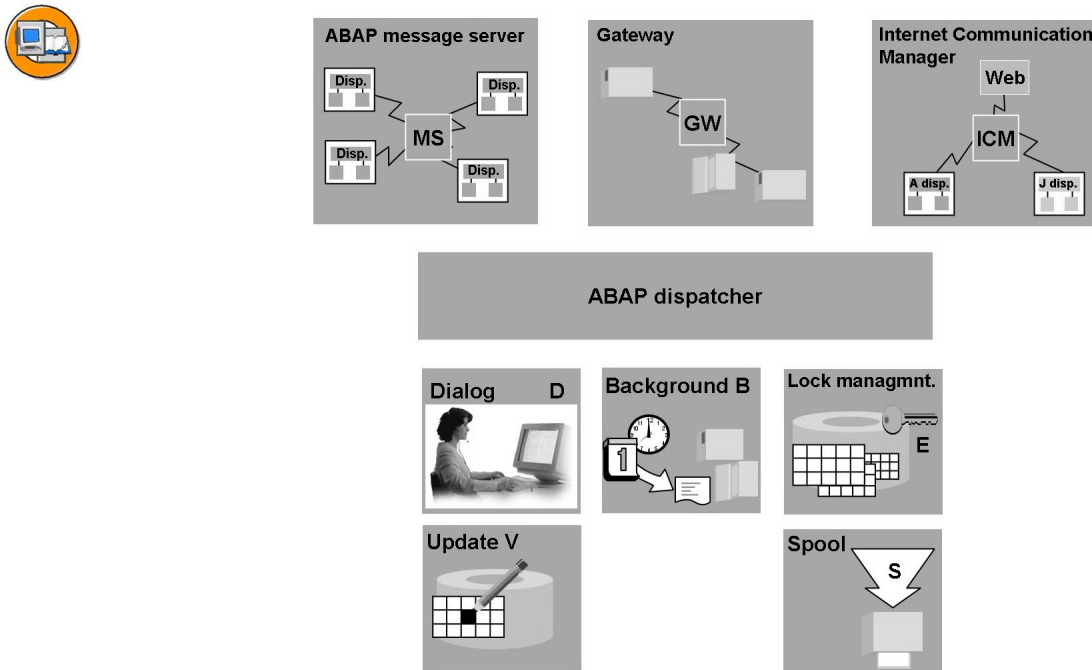 ABAP message server
Disp.
Disp.
MS
Disp.
Disp.
Gateway
GW
Internet Communication
Manager
Web
ICM
A disp.
J disp.
ABAP dispatcher
Dialog D
Background B
1
Lock managmnt.
E
Update V
Spool
S